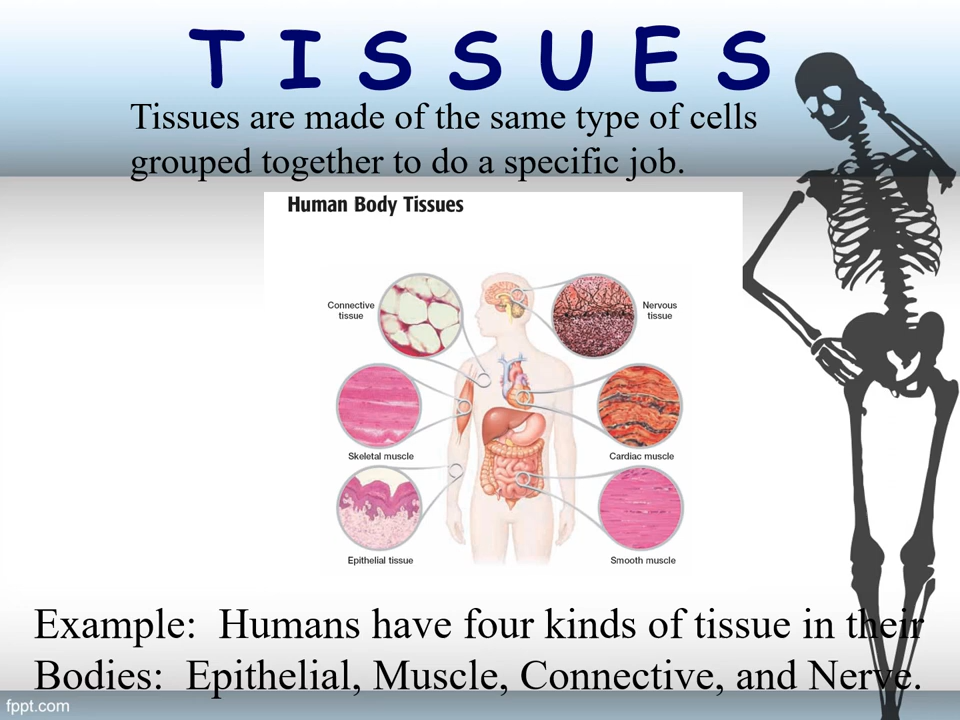 T I S S U E S
Tissues are made of the same type of cells
grouped together to do a specific job.
Human Body Tissues
Connective
tissue
Nervous
tissue
Skeletal muscle
Cardiac muscle
Epithelial tissue
Smooth muscle
Example:  Humans have four kinds of tissue in their
Bodies:  Epithelial, Muscle, Connective, and Nerve.
fppt.com